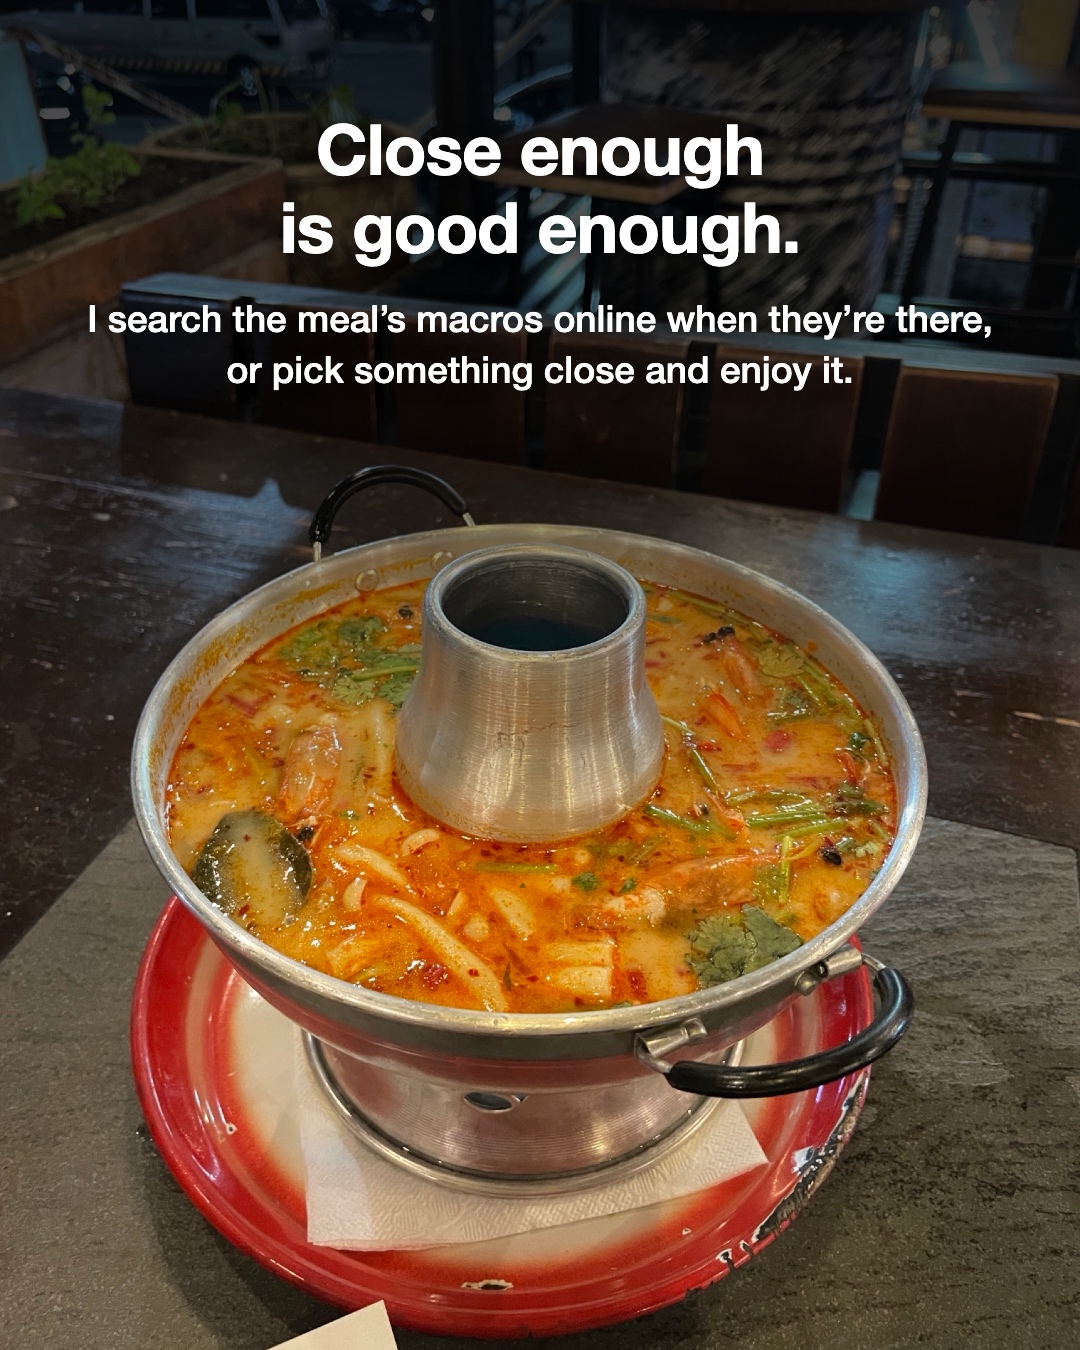 Close enough
is good enough.
I search the meal’s macros online when they’re there,
or pick something close and enjoy it.